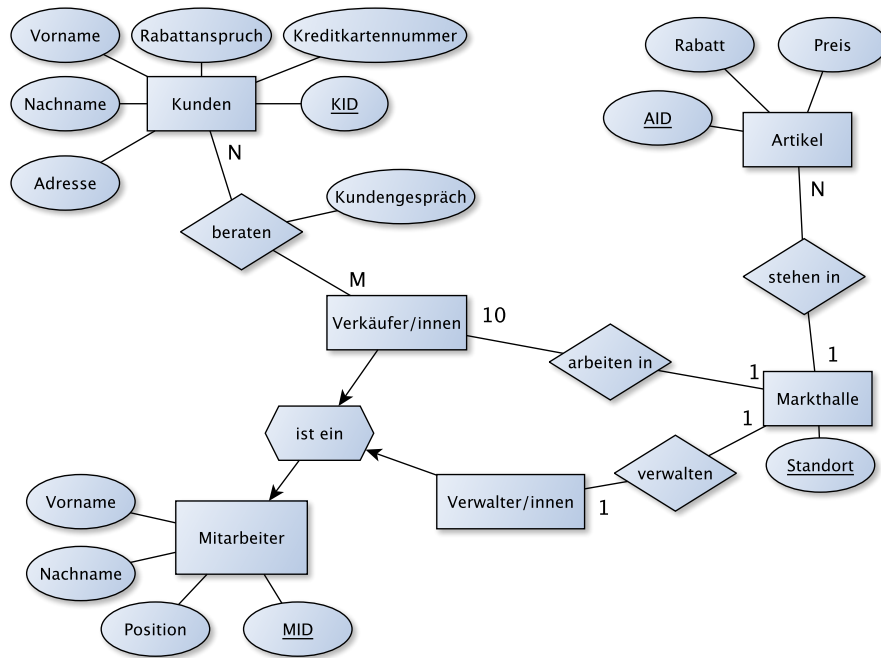 Vorname
Rabattanspruch
Kreditkartennummer
Nachname
Kunden
KID
Adresse
N
beraten
Kundengespräch
M
Verkäufer/innen
10
arbeiten in
1
Rabatt
Preis
AID
Artikel
N
stehen in
1
Markthalle
1
Standort
verwalten
1
Verwalter/innen
ist ein
Vorname
Nachname
Mitarbeiter
Position
MID